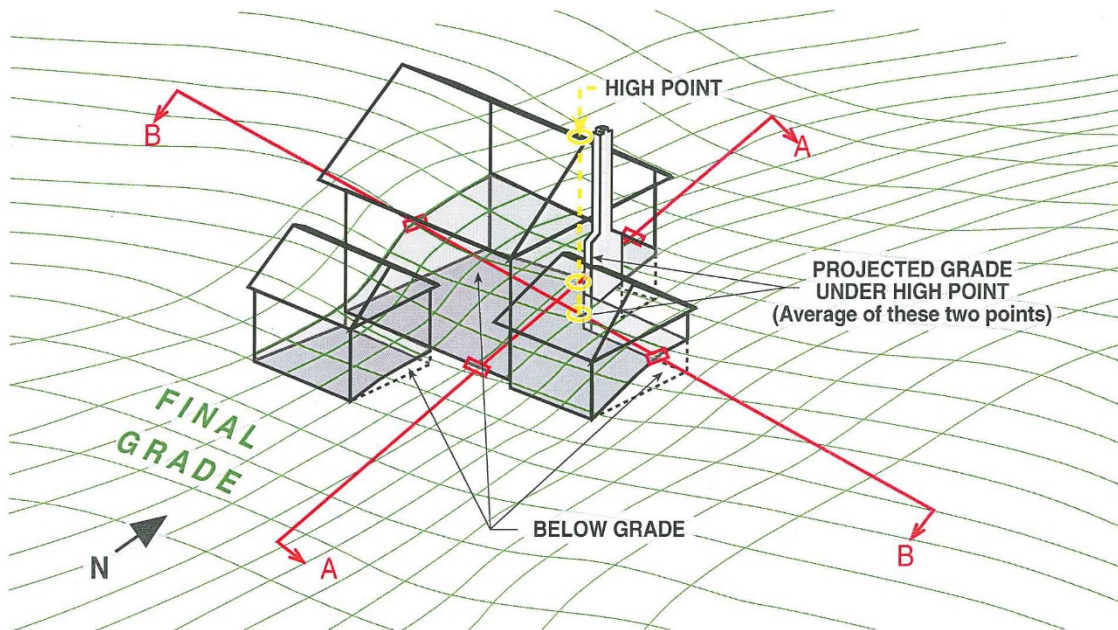 HIGH POINT
B
A
PROJECTED GRADE
UNDER HIGH POINT
(Average of these two points)
FINAL
GRADE
BELOW GRADE
N
A
B